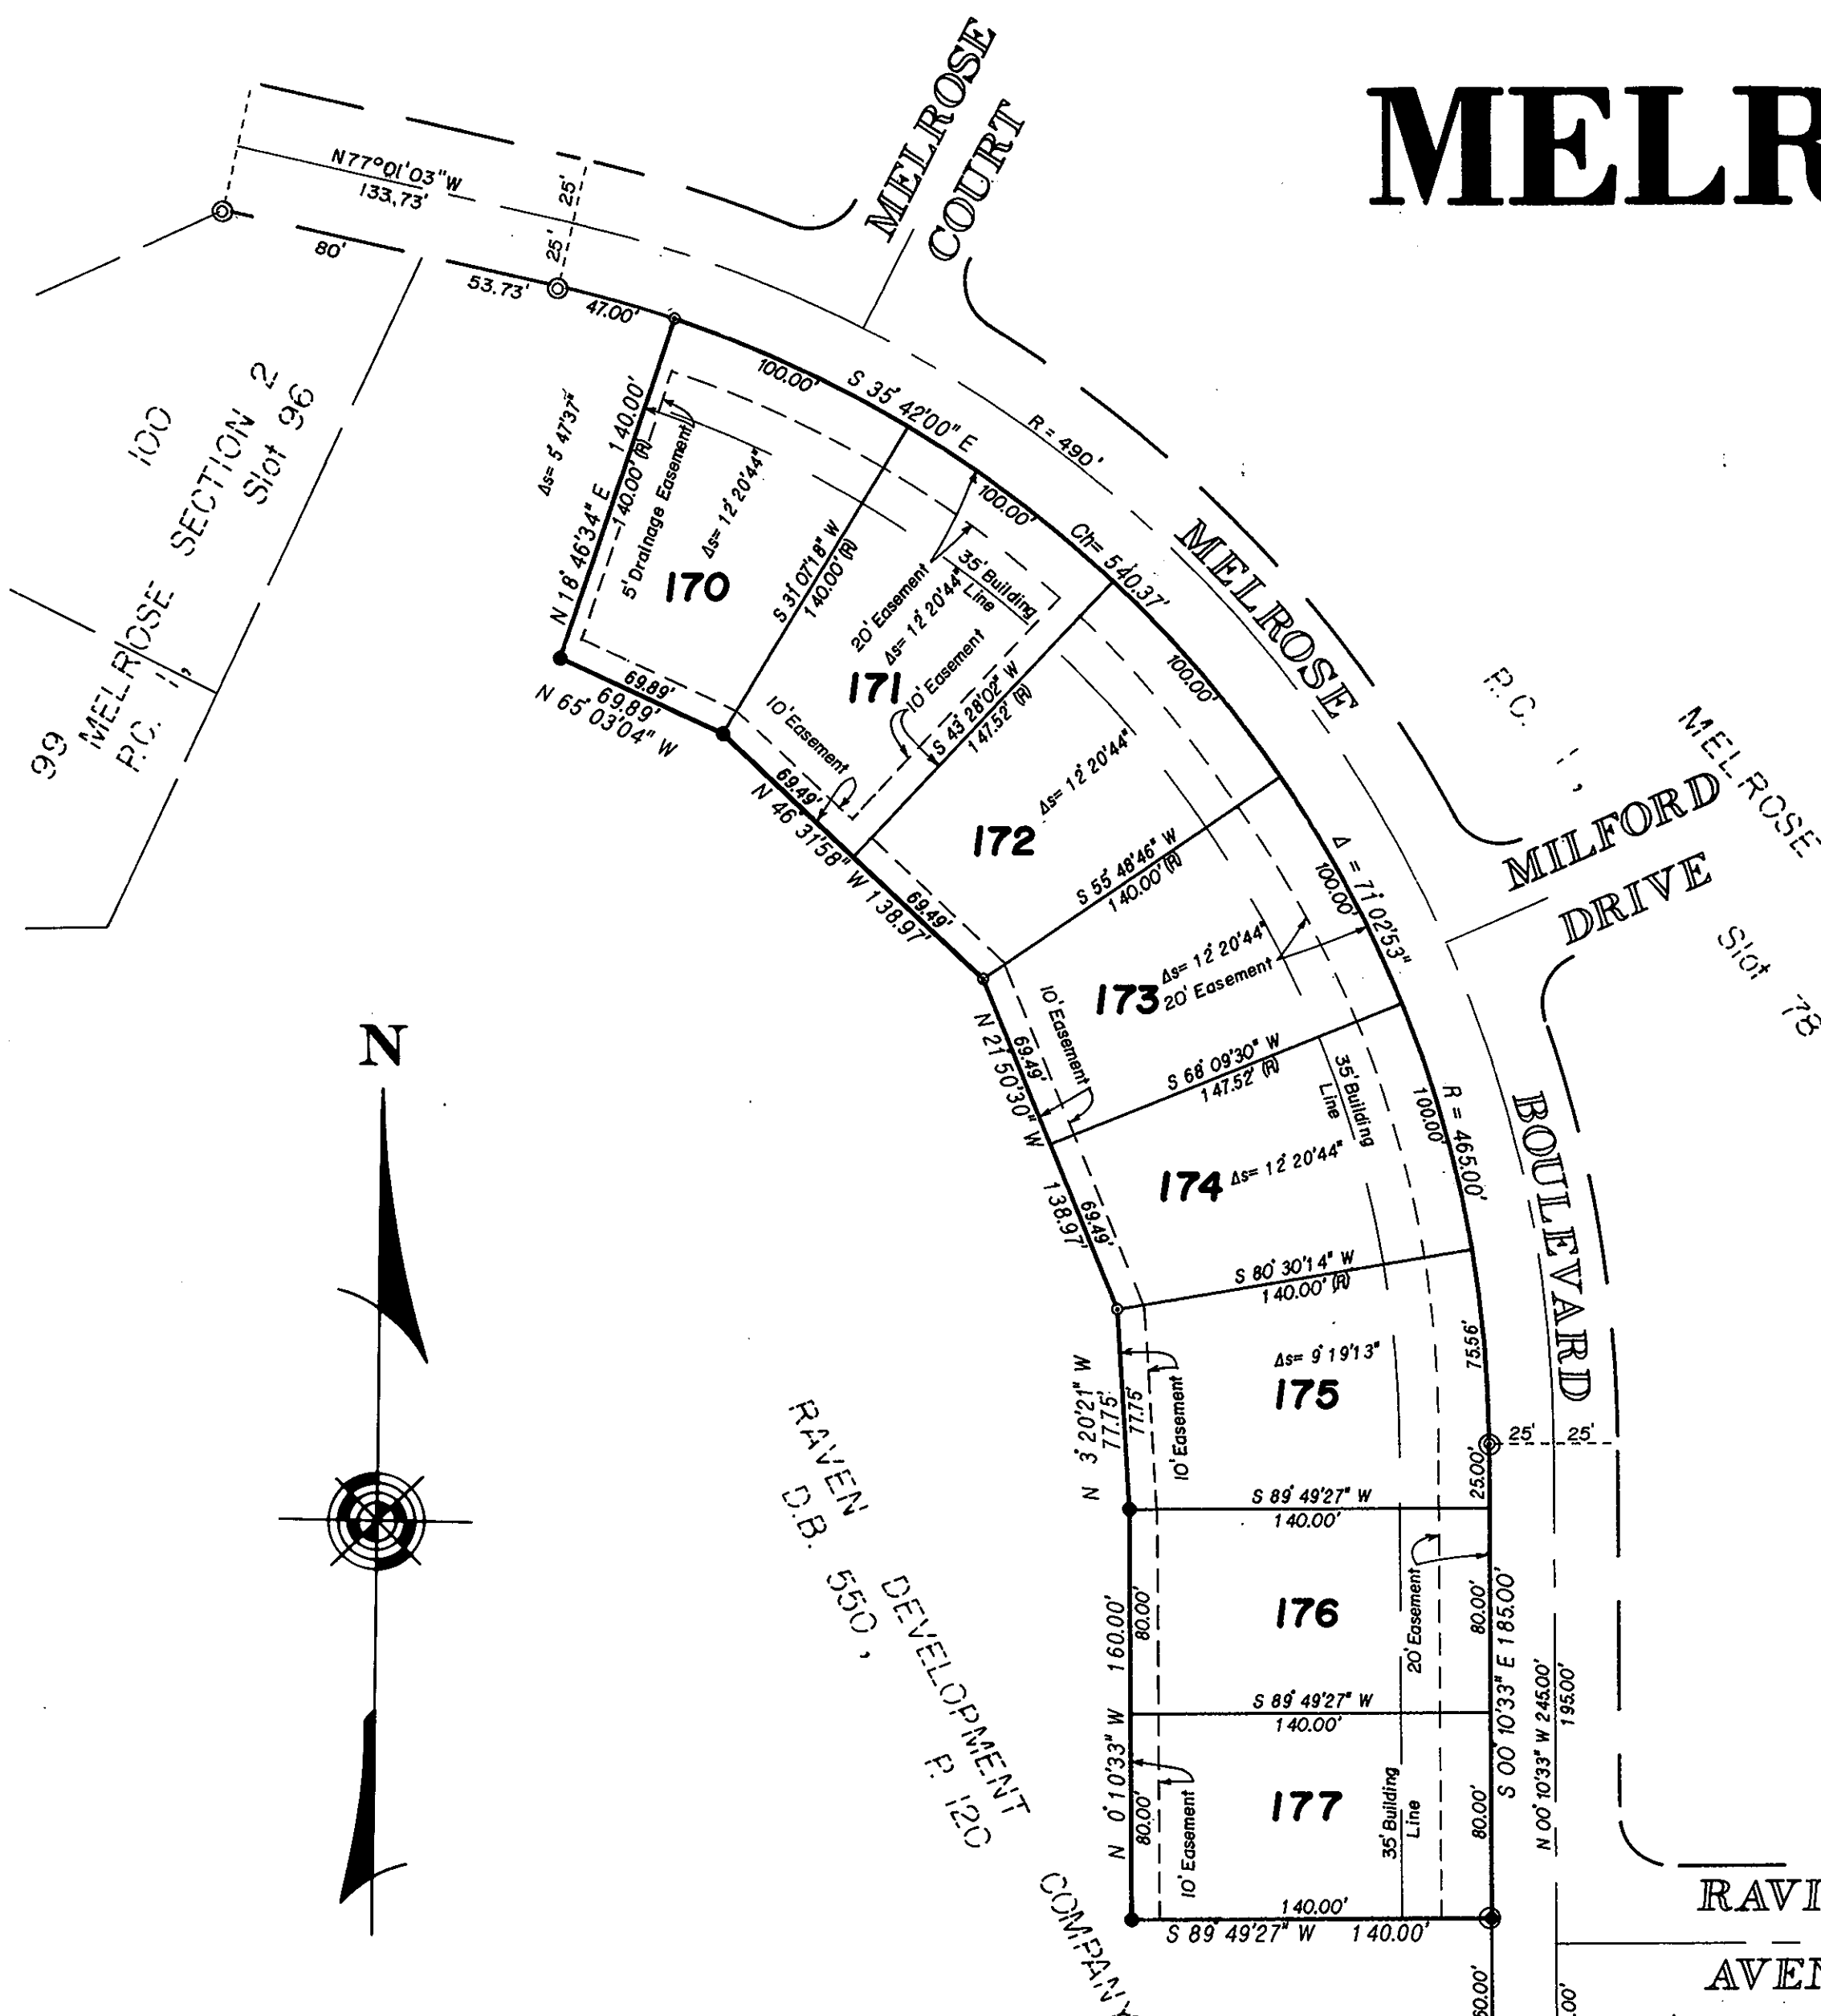 MELR
MELROSE
COURT
N 77°01'03"W
133.73'
25'
25'
80'
53.73'
47.00'
100
MELROSE SECTION 2
P.C. 1, Slot 96
99
100.00'
S 35° 42'00" E
R = 490'
Δs= 5° 47'37"
N 18° 46'34" E 140.00'
140.00' (R)
5' Drainage Easement
Δs= 12° 20'44"
170
S 31° 07'18" W
140.00' (R)
100.00'
Ch= 540.37'
20' Easement
Δs= 12° 20'44"
35' Building
Line
10' Easement
171
69.89'
69.89'
N 65° 03'04" W
10' Easement
S 43° 28'02" W
147.52' (R)
69.49'
N 46° 31'58" W 138.97'
69.49'
100.00'
MELROSE
Δs= 12° 20'44"
172
S 55° 48'46" W
140.00' (R)
P.C. 1,
MELROSE
Slot 78
MILFORD
DRIVE
Δ = 71° 02'53"
100.00'
Δs= 12° 20'44"
20' Easement
173
10' Easement
N 21° 50'30" W
69.49'
S 68° 09'30" W
147.52' (R)
35' Building
Line
100.00'
R = 465.00'
BOULEVARD
N
174
Δs= 12° 20'44"
138.97'
69.49'
S 80° 30'14" W
140.00' (R)
75.56'
Δs= 9° 19'13"
175
N 3° 20'21" W
77.75'
77.75'
10' Easement
25'
25'
25.00'
S 89° 49'27" W
140.00'
RAVEN DEVELOPMENT COMPANY
D.B. 550, P. 120
160.00'
80.00'
176
20' Easement
80.00'
S 00° 10'33" E 185.00'
S 89° 49'27" W
140.00'
N 00° 10'33" W 245.00'
195.00'
N 0° 10'33" W
80.00'
10' Easement
177
35' Building
Line
80.00'
140.00'
S 89° 49'27" W 140.00'
RAVI
AVEN
60.00'
.00'